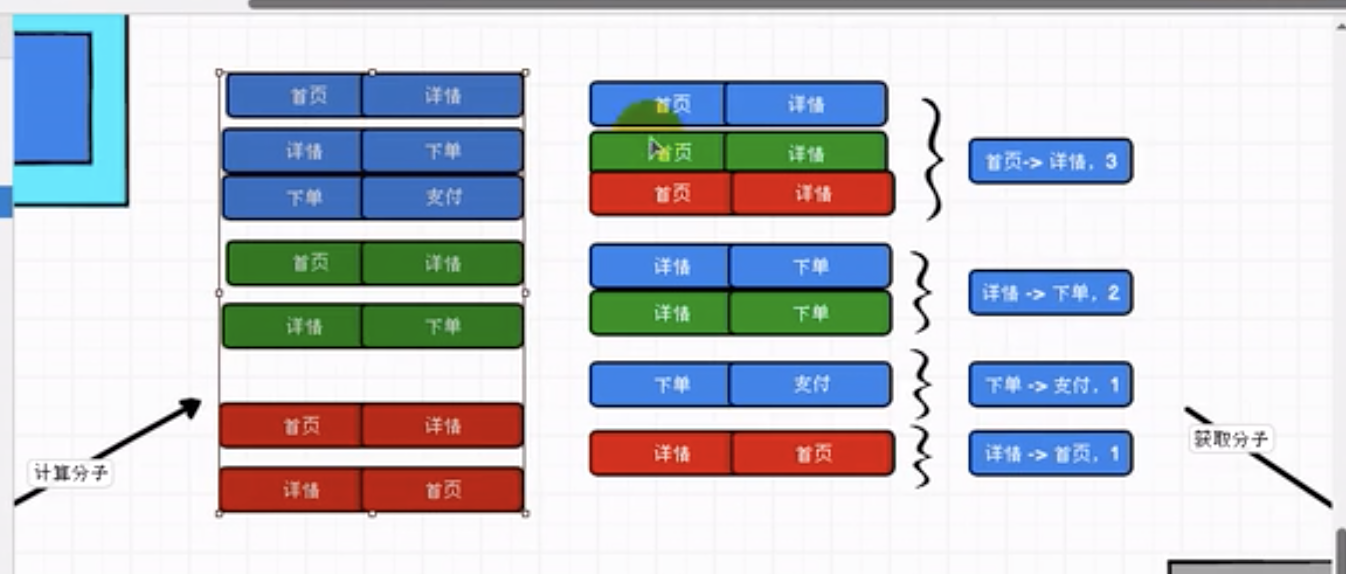 首页 详情
详情 下单
下单 支付
首页 详情
详情 下单
首页 详情
详情 首页
计算分子
首页 详情
首页 详情
首页 详情
首页-> 详情, 3
详情 下单
详情 下单
详情 -> 下单, 2
下单 支付
下单 -> 支付, 1
详情 首页
详情 -> 首页, 1
获取分子